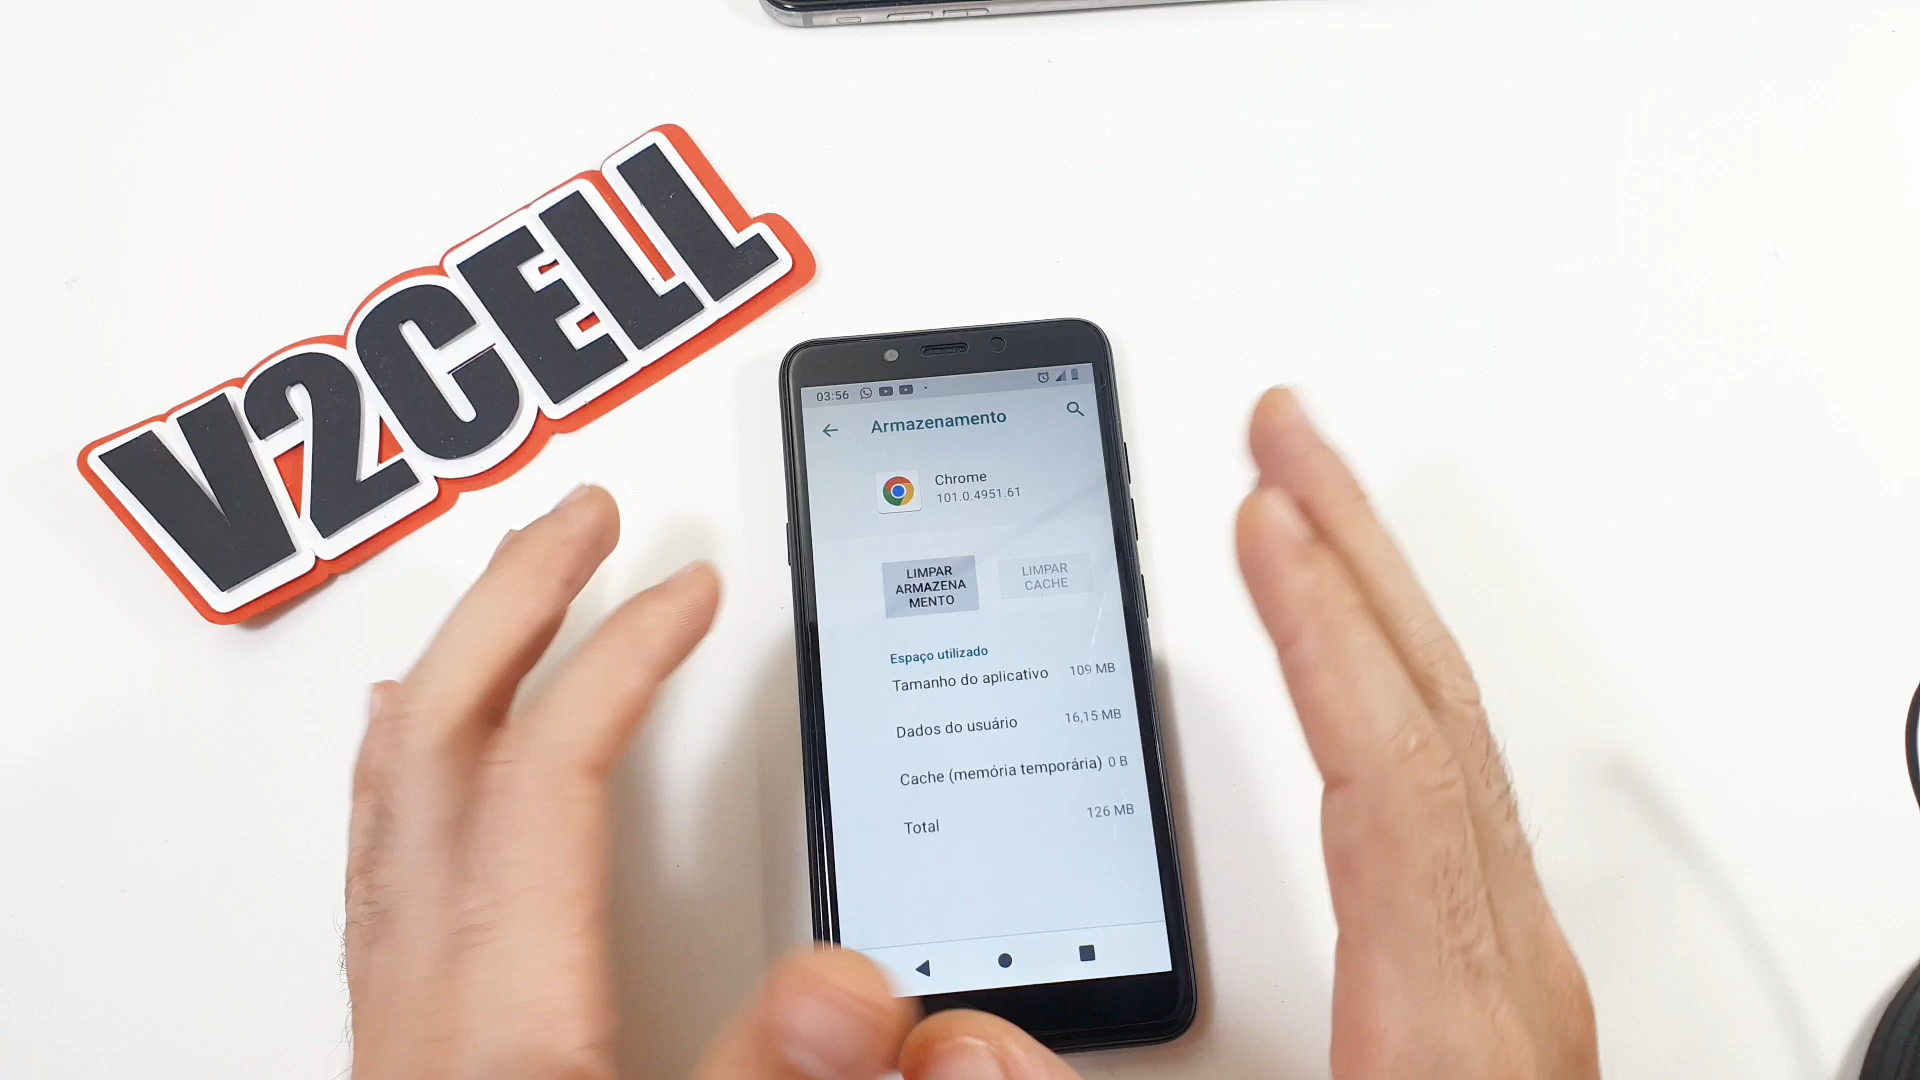 V2CELL
03:56
Armazenamento
Chrome
101.0.4951.61
LIMPAR
ARMAZENA
MENTO
LIMPAR
CACHE
Espaço utilizado
Tamanho do aplicativo 109 MB
Dados do usuário 16,15 MB
Cache (memória temporária) 0 B
Total 126 MB